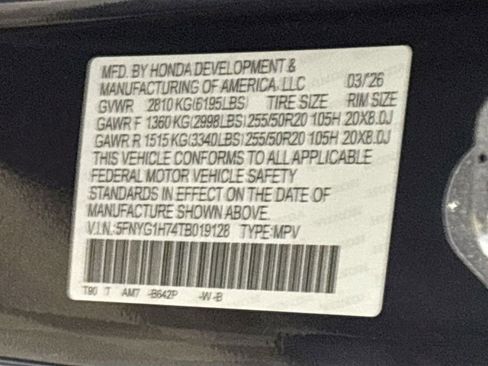 MFD. BY HONDA DEVELOPMENT &
MANUFACTURING OF AMERICA, LLC 03/26
GVWR 2810 KG(6195LBS) TIRE SIZE RIM SIZE
GAWR F 1360 KG(2998LBS) 255/50R20 105H 20X8.0J
GAWR R 1515 KG(3340LBS) 255/50R20 105H 20X8.0J
THIS VEHICLE CONFORMS TO ALL APPLICABLE
FEDERAL MOTOR VEHICLE SAFETY
STANDARDS IN EFFECT ON THE DATE OF
MANUFACTURE SHOWN ABOVE.
V.I.N.:5FNYG1H74TB019128 TYPE:MPV
T90 T AM7 -B642P -W-B